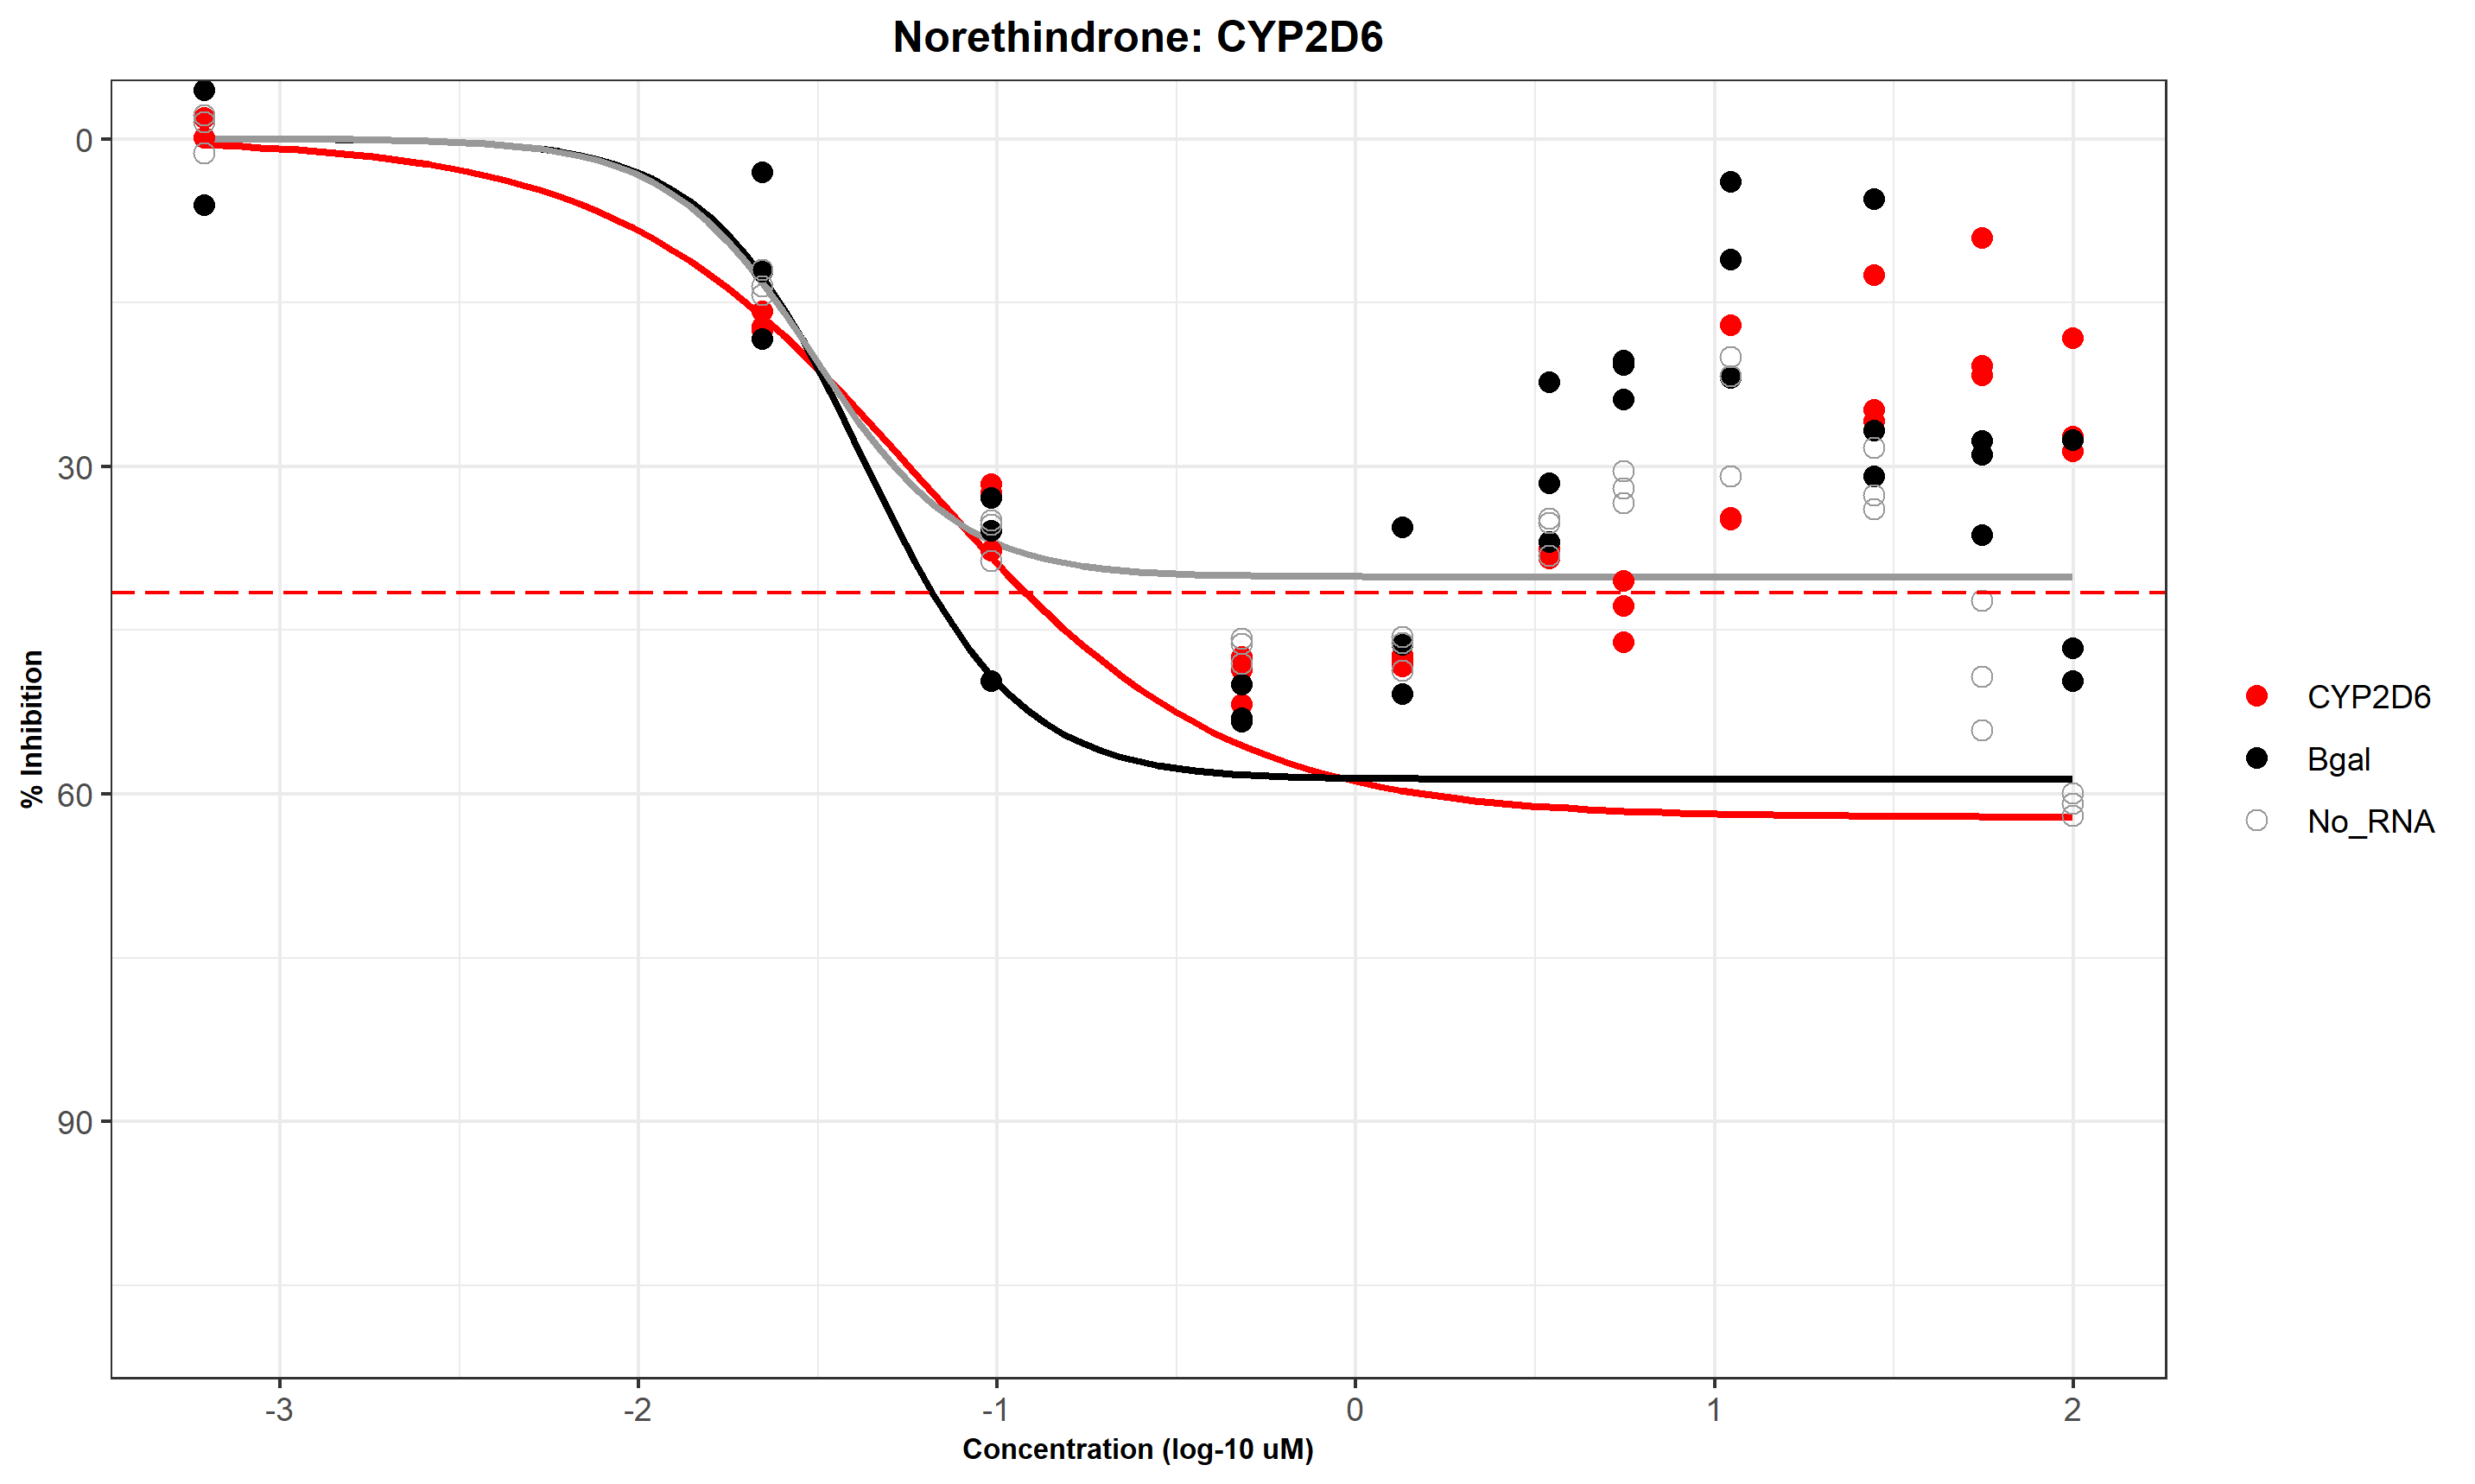 Norethindrone: CYP2D6
% Inhibition
0
30
60
90
-3
-2
-1
0
1
2
Concentration (log-10 uM)
CYP2D6
Bgal
No_RNA